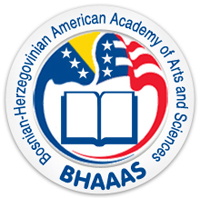 Bosnian-Herzegovinian American Academy of Arts and Sciences
BHAAAS